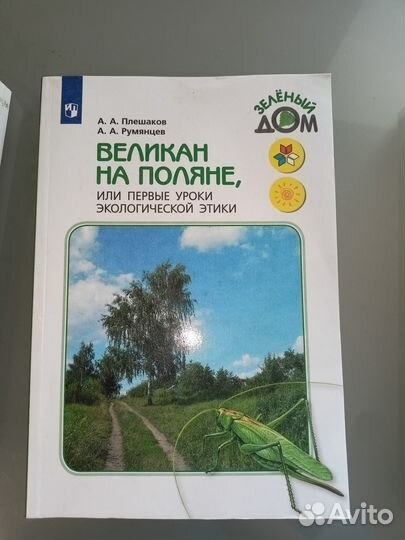 А. А. Плешаков
А. А. Румянцев
ЗЕЛЁНЫЙ
ДОМ
ВЕЛИКАН
НА ПОЛЯНЕ,
ИЛИ ПЕРВЫЕ УРОКИ
ЭКОЛОГИЧЕСКОЙ ЭТИКИ
Avito